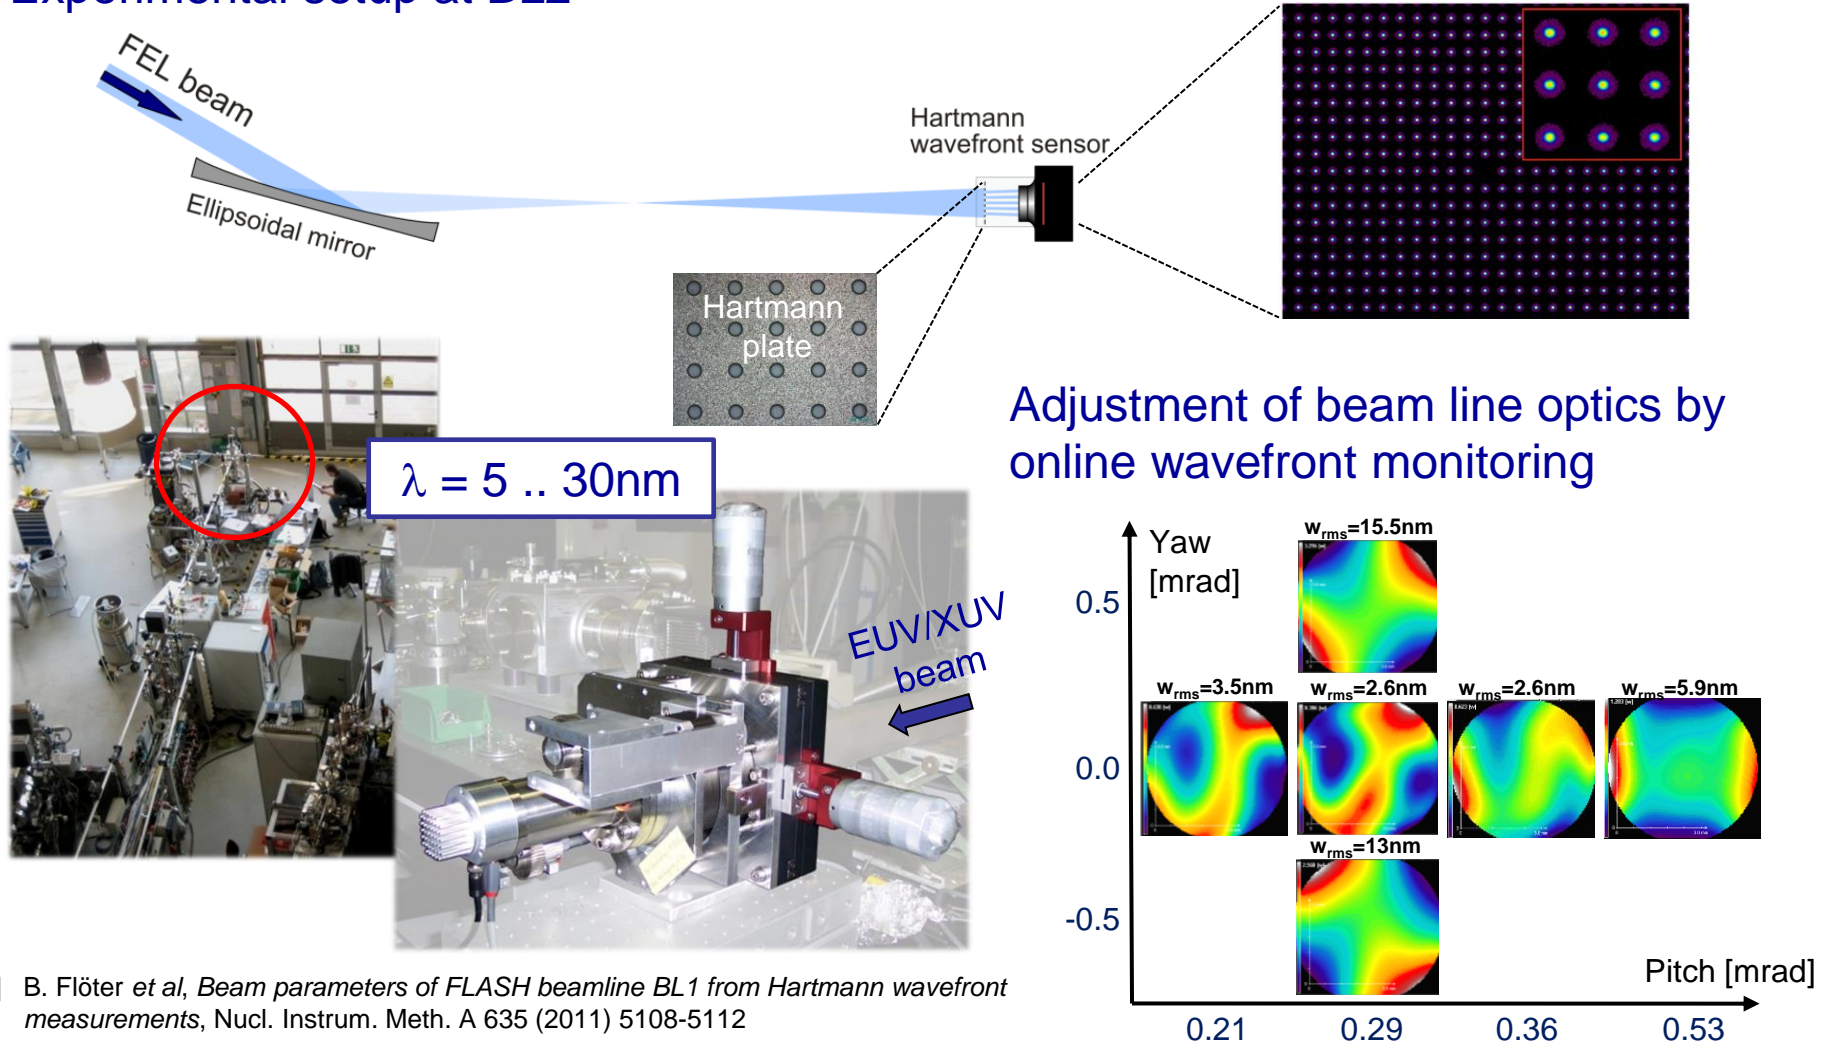 Experimental setup at BL2
FEL beam
Ellipsoidal mirror
Hartmann
wavefront sensor
Hartmann
plate
λ = 5 .. 30nm
EUV/XUV
beam
Adjustment of beam line optics by
online wavefront monitoring
Yaw
[mrad]
0.5
0.0
-0.5
wrms=15.5nm
wrms=3.5nm
wrms=2.6nm
wrms=2.6nm
wrms=5.9nm
wrms=13nm
Pitch [mrad]
0.21
0.29
0.36
0.53
B. Flöter et al, Beam parameters of FLASH beamline BL1 from Hartmann wavefront
measurements, Nucl. Instrum. Meth. A 635 (2011) 5108-5112